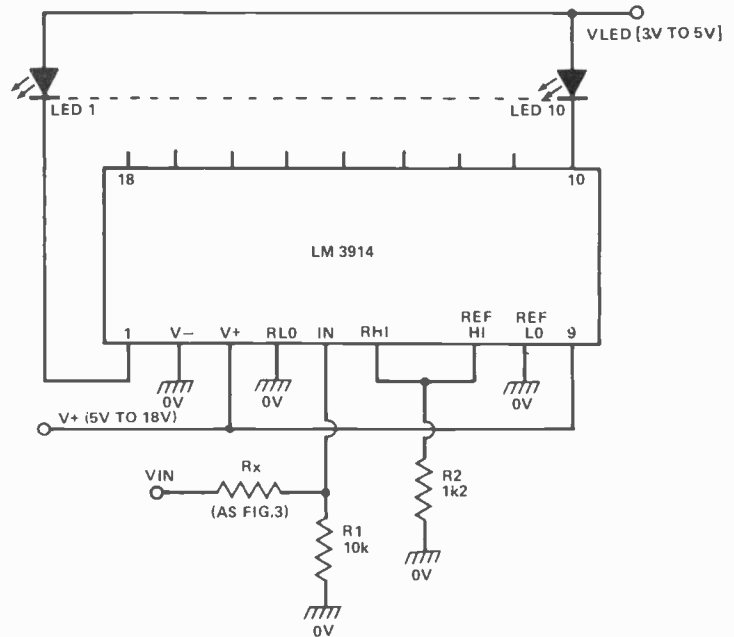 VLED [3V TO 5V]
LED 1
LED 10
18
10
LM 3914
1
V–
V+
RLO
IN
RHI
REF
HI
REF
LO
9
0V
0V
0V
V+ (5V TO 18V)
VIN
Rx
(AS FIG.3)
R1
10k
R2
1k2
0V
0V